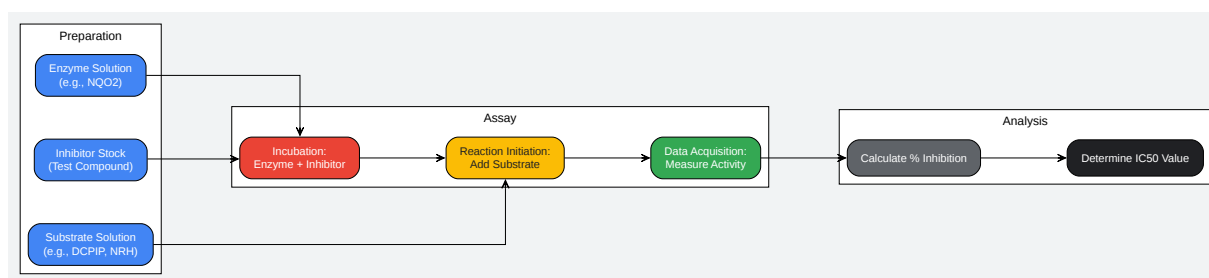 Preparation
Enzyme Solution
(e.g., NQO2)
Inhibitor Stock
(Test Compound)
Substrate Solution
(e.g., DCPIP, NRH)
Assay
Incubation:
Enzyme + Inhibitor
Reaction Initiation:
Add Substrate
Data Acquisition:
Measure Activity
Analysis
Calculate % Inhibition
Determine IC50 Value